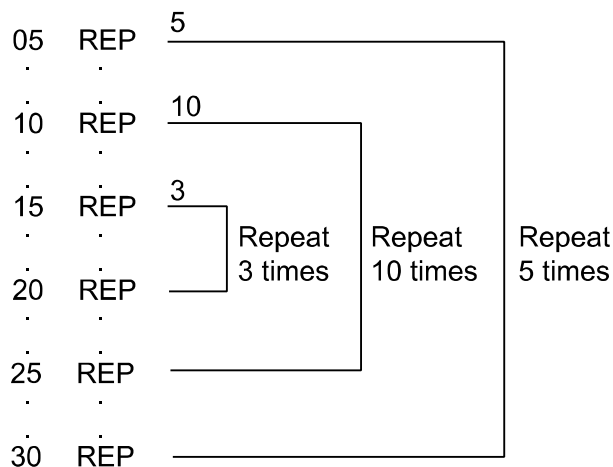 05 REP 5
. .
. .
10 REP 10
. .
. .
15 REP 3
. .
. .
Repeat Repeat Repeat
3 times 10 times 5 times
20 REP
. .
. .
25 REP
. .
. .
30 REP